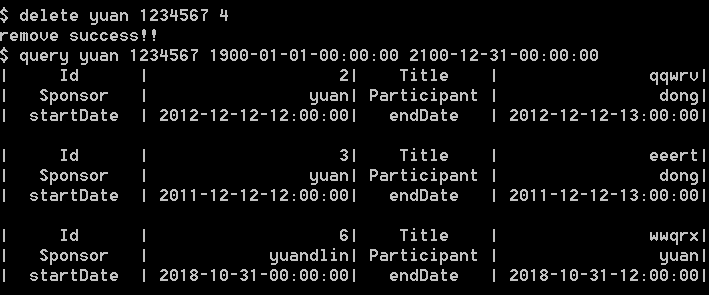 $ delete yuan 1234567 4
remove success!!
$ query yuan 1234567 1900-01-01-00:00:00 2100-12-31-00:00:00
| Id | 2| Title | qqwrv|
| Sponsor | yuan| Participant | dong|
| startDate | 2012-12-12-12:00:00| endDate | 2012-12-12-13:00:00|
| Id | 3| Title | eeert|
| Sponsor | yuan| Participant | dong|
| startDate | 2011-12-12-12:00:00| endDate | 2011-12-12-13:00:00|
| Id | 6| Title | wwqrx|
| Sponsor | yuandlin| Participant | yuan|
| startDate | 2018-10-31-00:00:00| endDate | 2018-10-31-12:00:00|